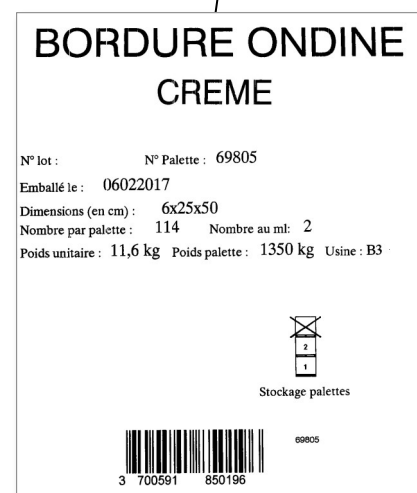 BORDURE ONDINE
CREME
N° lot : N° Palette : 69805
Emballé le : 06022017
Dimensions (en cm) : 6x25x50
Nombre par palette : 114 Nombre au ml: 2
Poids unitaire : 11,6 kg Poids palette : 1350 kg Usine : B3
2
1
Stockage palettes
69805
3 700591 850196